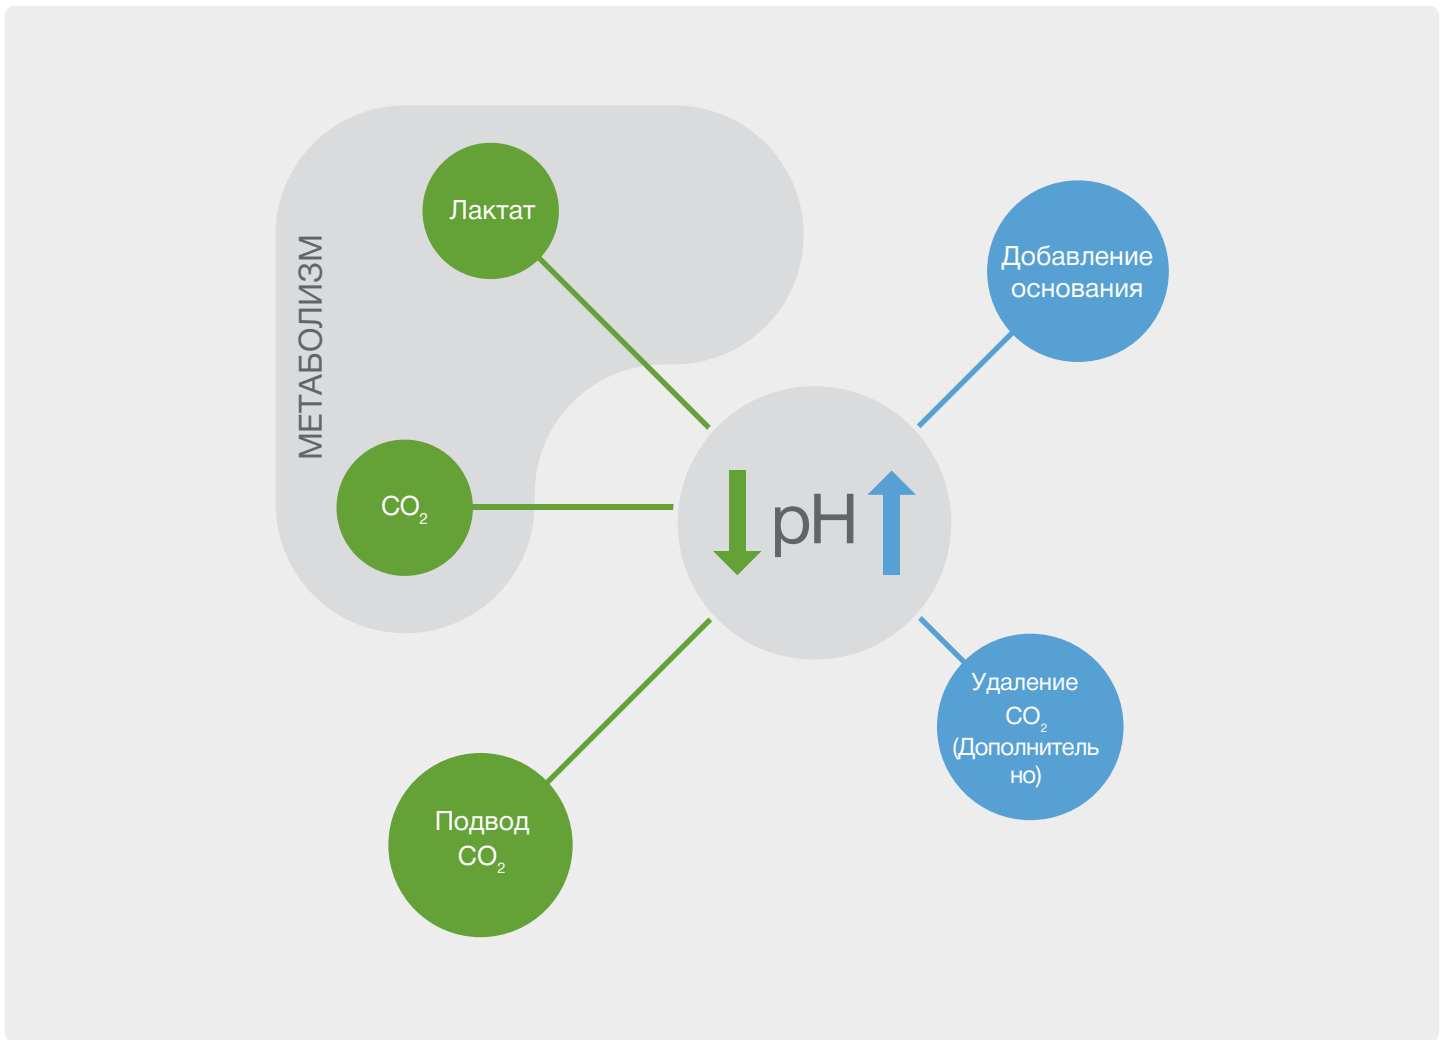 Лактат
МЕТАБОЛИЗМ
CO₂
Подвод
CO₂
pH
Добавление
основания
Удаление
CO₂
(Дополнитель
но)